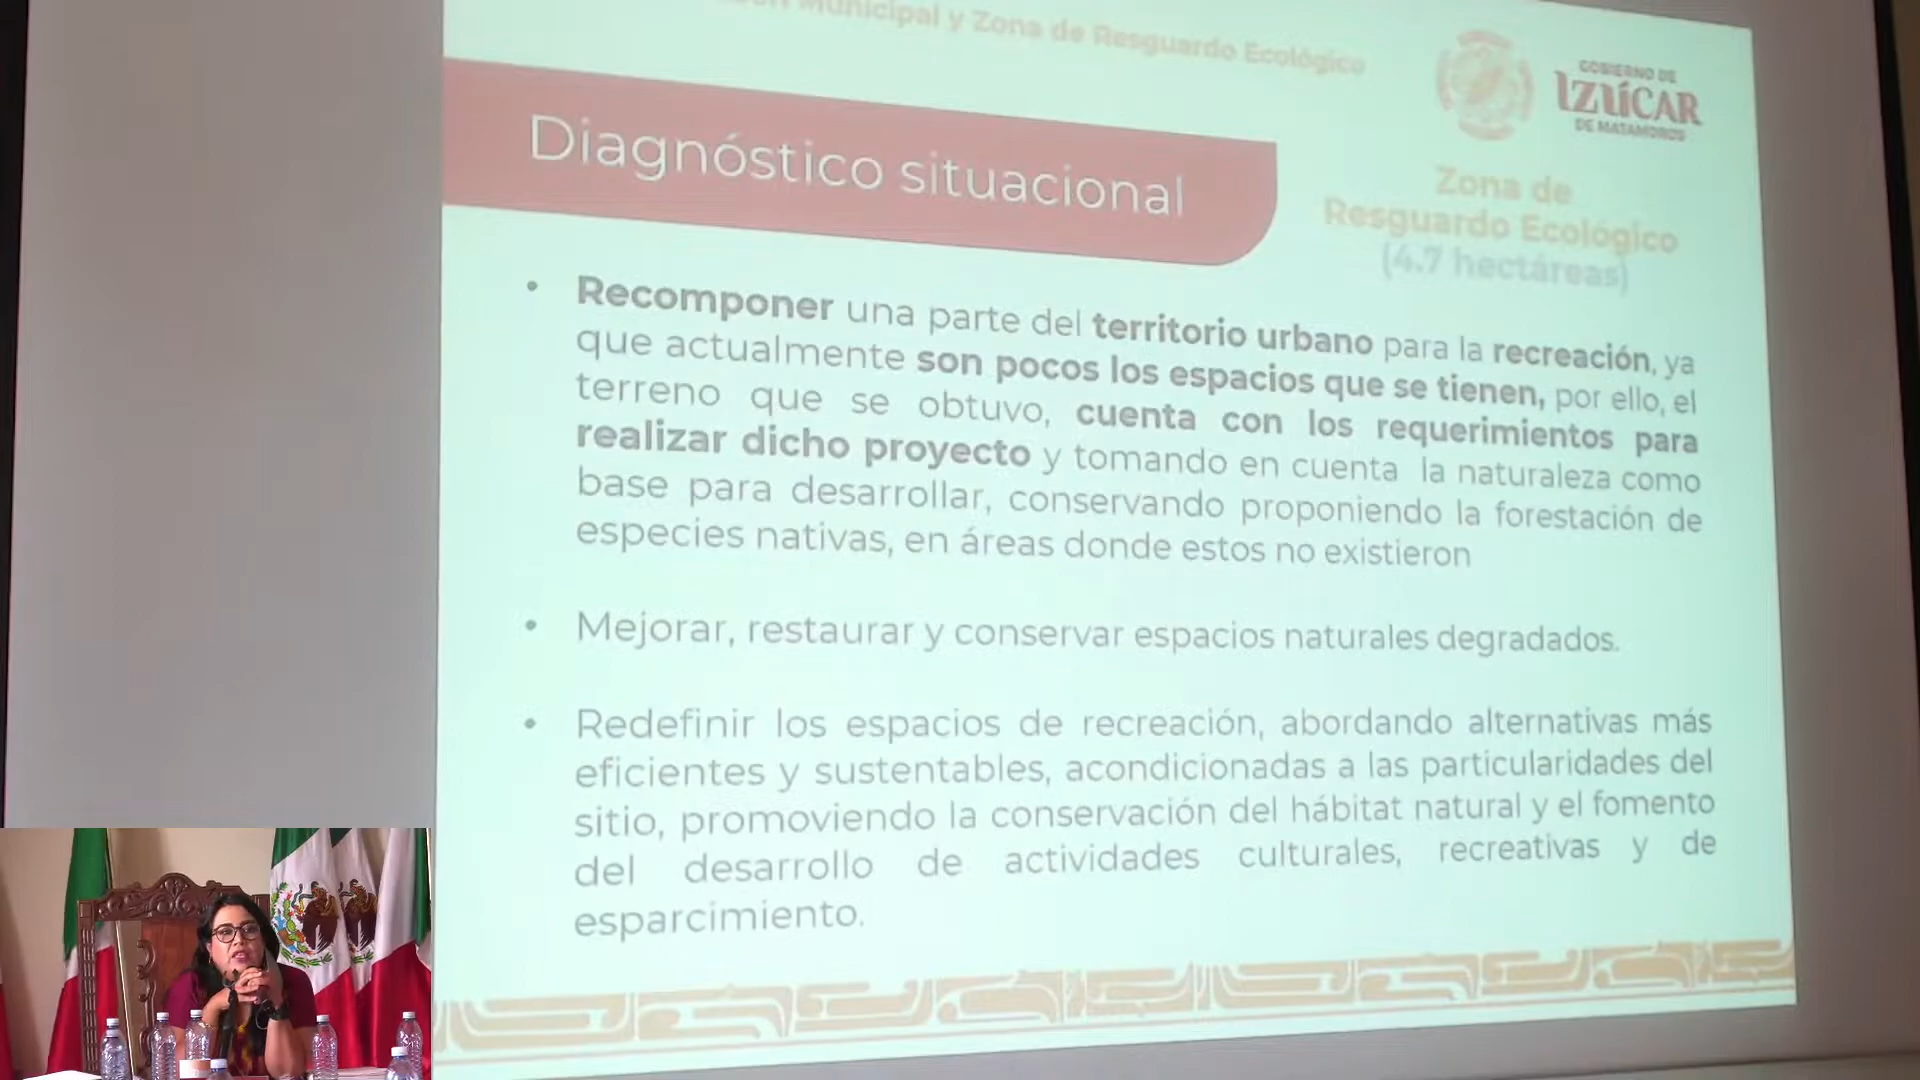 Municipal y Zona de Resguardo Ecológico
GOBIERNO DE
IZÚCAR
DE MATAMOROS
Diagnóstico situacional
Zona de
Resguardo Ecológico
(4.7 hectáreas)
• Recomponer una parte del territorio urbano para la recreación, ya
que actualmente son pocos los espacios que se tienen, por ello, el
terreno que se obtuvo, cuenta con los requerimientos para
realizar dicho proyecto y tomando en cuenta la naturaleza como
base para desarrollar, conservando proponiendo la forestación de
especies nativas, en áreas donde estos no existieron
• Mejorar, restaurar y conservar espacios naturales degradados.
• Redefinir los espacios de recreación, abordando alternativas más
eficientes y sustentables, acondicionadas a las particularidades del
sitio, promoviendo la conservación del hábitat natural y el fomento
del desarrollo de actividades culturales, recreativas y de
esparcimiento.